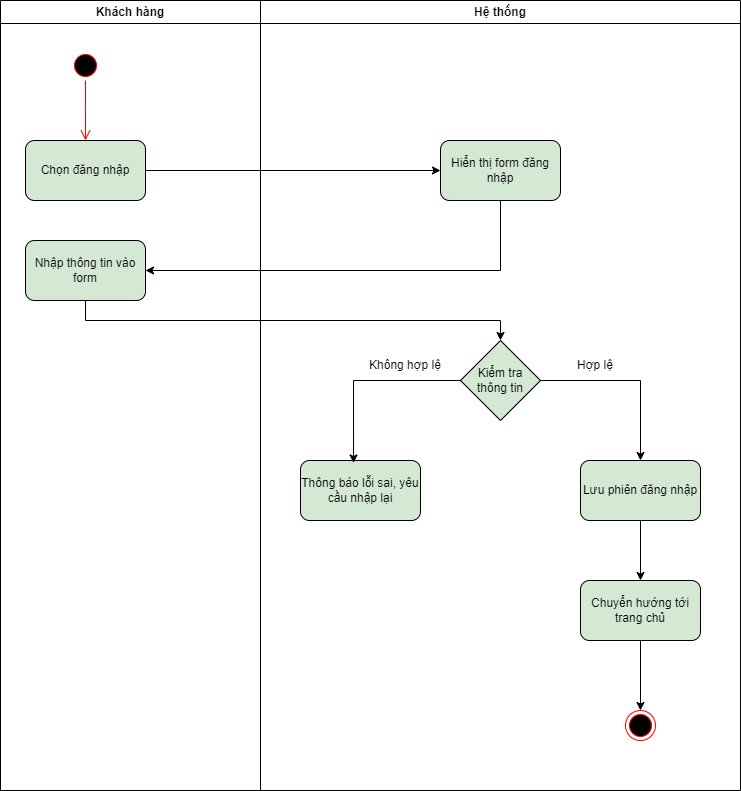 Khách hàng
Hệ thống
Chọn đăng nhập
Hiển thị form đăng
nhập
Nhập thông tin vào
form
Không hợp lệ
Hợp lệ
Kiểm tra
thông tin
Thông báo lỗi sai, yêu
cầu nhập lại
Lưu phiên đăng nhập
Chuyển hướng tới
trang chủ